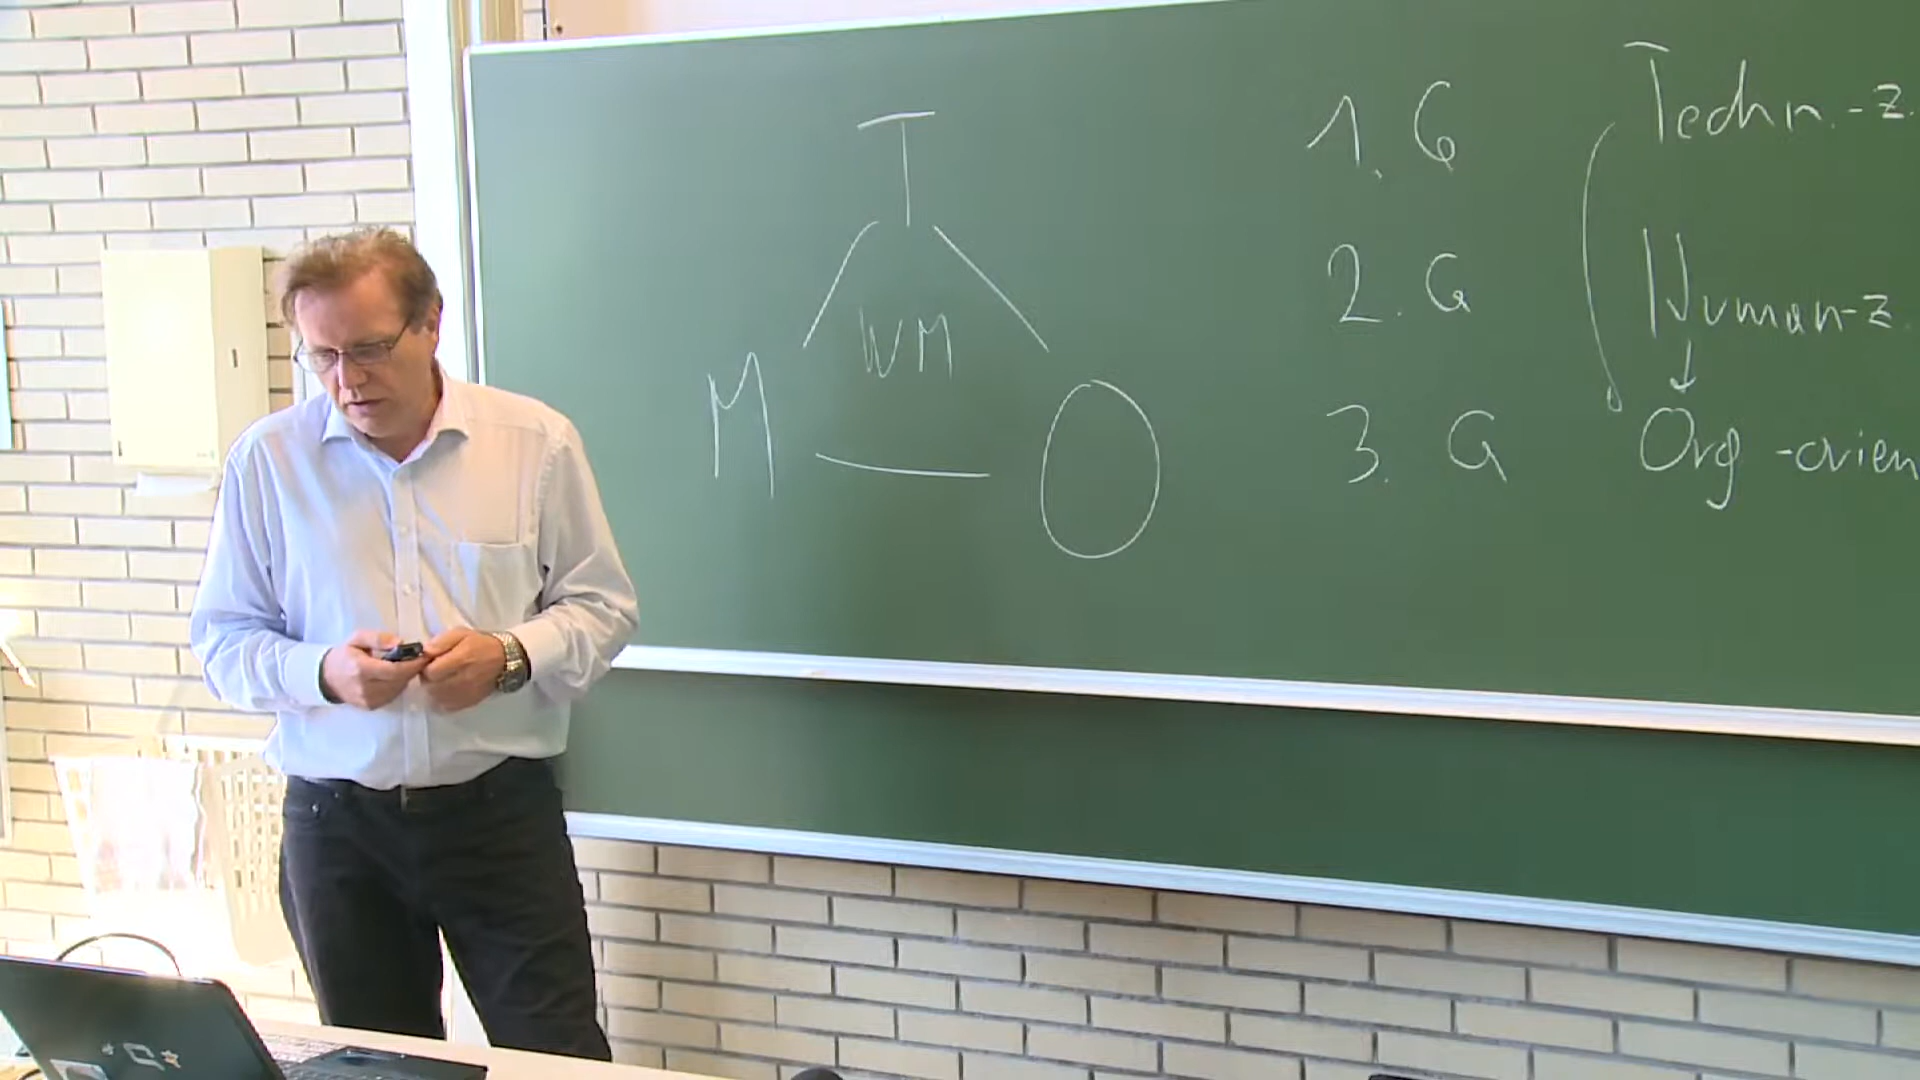 T
WM
M
O
1. G Techn.-z.
2. G Human-z.
3. G Org-orien